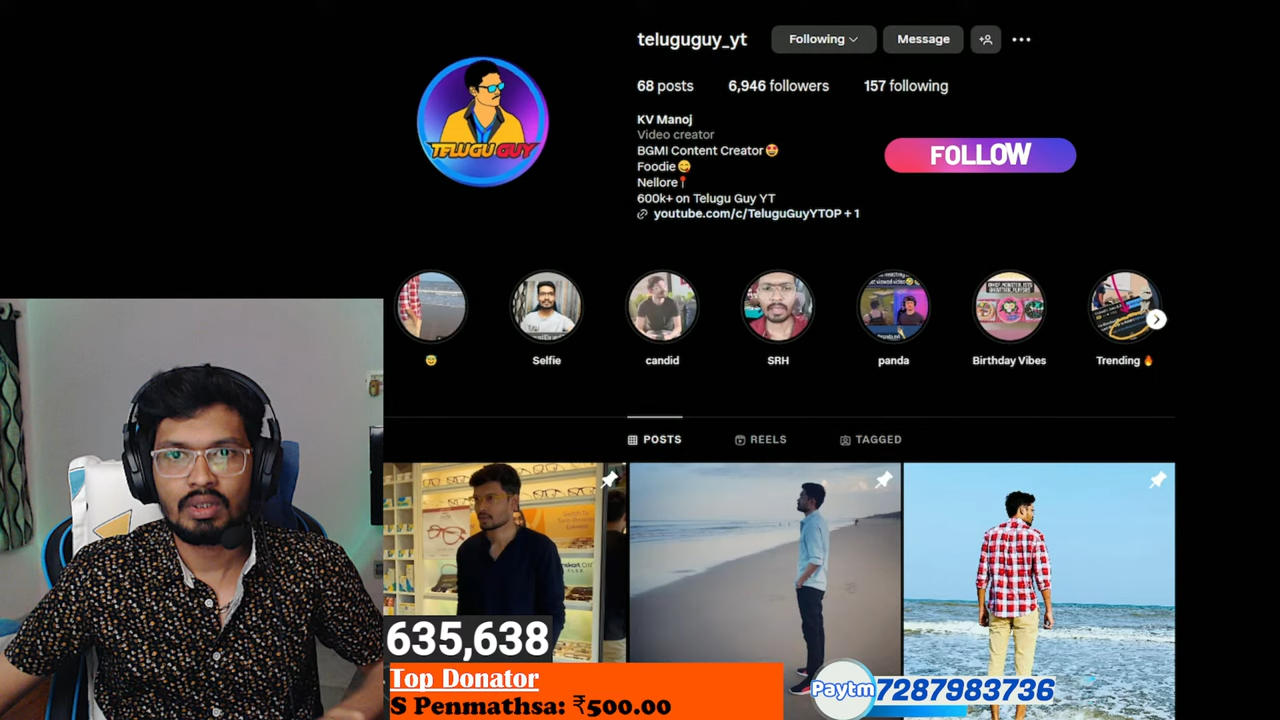 teluguguy_yt
Following
Message
68 posts
6,946 followers
157 following
KV Manoj
Video creator
BGMI Content Creator🤩
Foodie😋
Nellore📍
600k+ on Telugu Guy YT
youtube.com/c/TeluguGuyYTOP + 1
FOLLOW
TELUGU GUY
😇
Selfie
candid
SRH
panda
Birthday Vibes
Trending 🔥
POSTS
REELS
TAGGED
635,638
Top Donator
S Penmathsa: ₹500.00
Paytm
7287983736